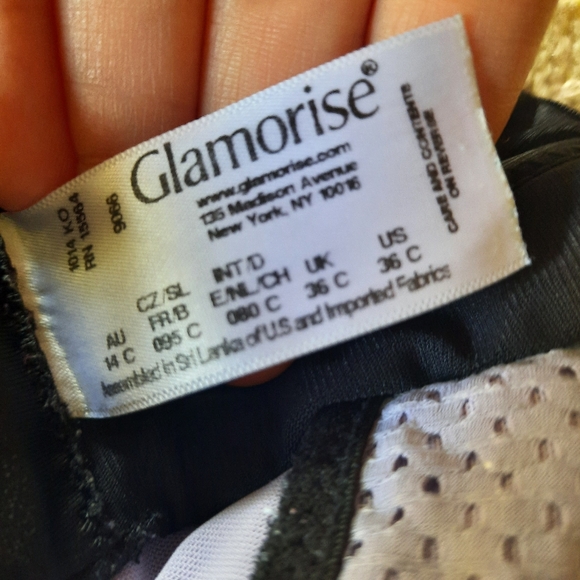 Glamorise®
www.glamorise.com
135 Madison Avenue
New York, NY 10016
1014 KO
RN 15564
9066
CARE AND CONTENTS
ON REVERSE
AU
14 C
CZ/SL
FR/B
095 C
INT/D
E/NL/CH
080 C
UK
36 C
US
36 C
Assembled in Sri Lanka of U.S and Imported Fabrics